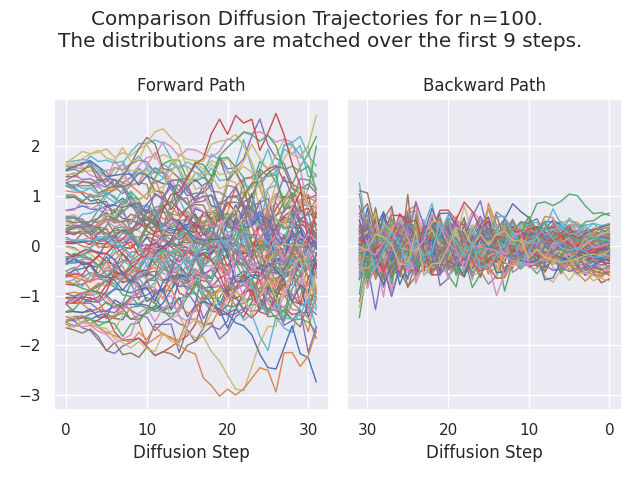 Comparison Diffusion Trajectories for n=100.
The distributions are matched over the first 9 steps.
Forward Path
Backward Path
2
1
0
−1
−2
−3
0 10 20 30
30 20 10 0
Diffusion Step
Diffusion Step